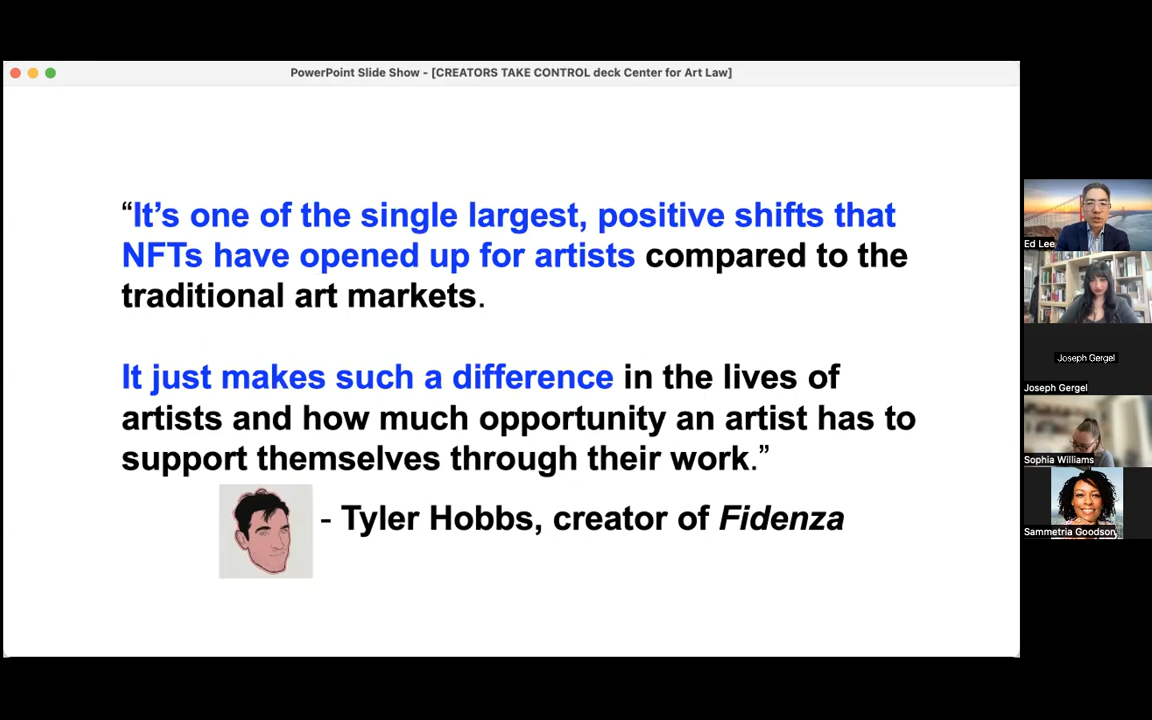 PowerPoint Slide Show - [CREATORS TAKE CONTROL deck Center for Art Law]
“It’s one of the single largest, positive shifts that
NFTs have opened up for artists compared to the
traditional art markets.
It just makes such a difference in the lives of
artists and how much opportunity an artist has to
support themselves through their work.”
- Tyler Hobbs, creator of Fidenza
Ed Lee
Joseph Gergel
Joseph Gergel
Sophia Williams
Sammetria Goodson